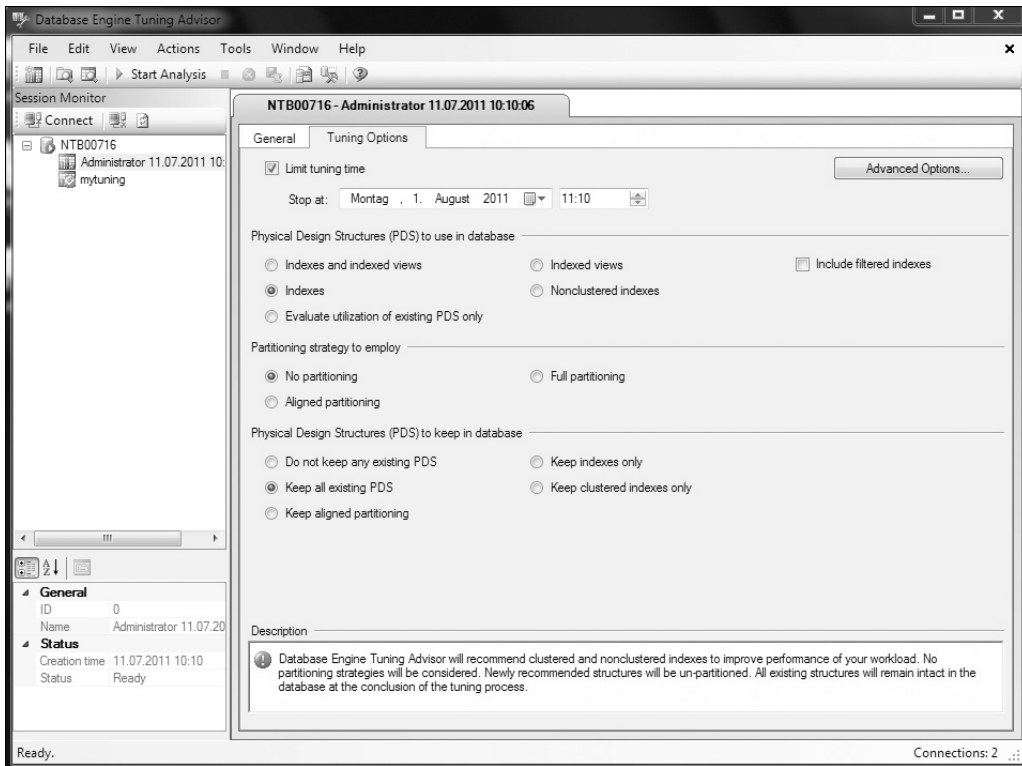 Database Engine Tuning Advisor
File Edit View Actions Tools Window Help
Start Analysis
Session Monitor
Connect
NTB00716
Administrator 11.07.2011 10:
mytuning
NTB00716 - Administrator 11.07.2011 10:10:06
General Tuning Options
Limit tuning time Advanced Options...
Stop at: Montag , 1. August 2011 11:10
Physical Design Structures (PDS) to use in database
Indexes and indexed views Indexed views Include filtered indexes
Indexes Nonclustered indexes
Evaluate utilization of existing PDS only
Partitioning strategy to employ
No partitioning Full partitioning
Aligned partitioning
Physical Design Structures (PDS) to keep in database
Do not keep any existing PDS Keep indexes only
Keep all existing PDS Keep clustered indexes only
Keep aligned partitioning
General
ID 0
Name Administrator 11.07.20
Status
Creation time 11.07.2011 10:10
Status Ready
Description
Database Engine Tuning Advisor will recommend clustered and nonclustered indexes to improve performance of your workload. No
partitioning strategies will be considered. Newly recommended structures will be un-partitioned. All existing structures will remain intact in the
database at the conclusion of the tuning process.
Ready. Connections: 2